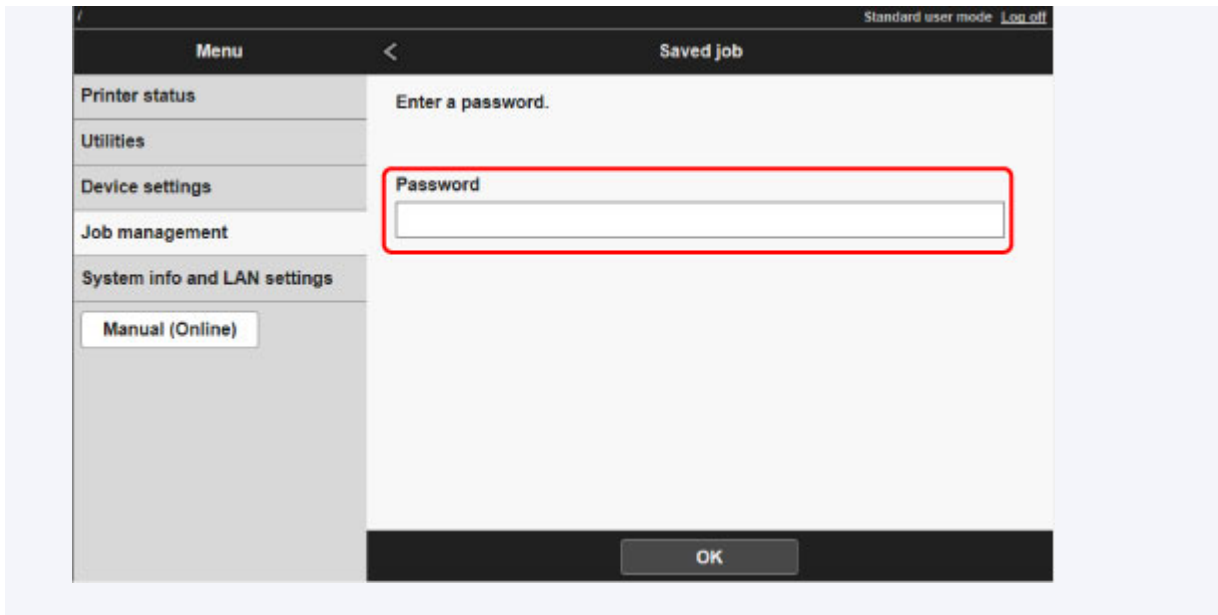 /
Standard user mode Log off
Menu
<
Saved job
Printer status
Utilities
Device settings
Job management
System info and LAN settings
Manual (Online)
Enter a password.
Password
OK